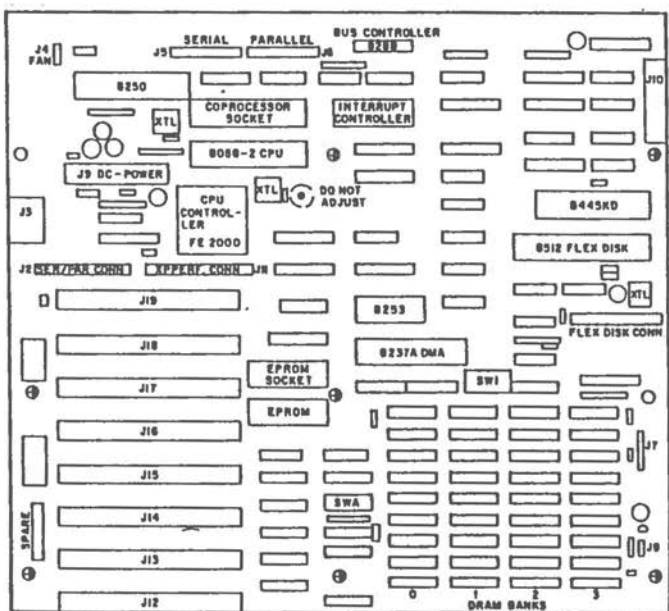 J4
FAN
J5
SERIAL
PARALLEL
J6
BUS CONTROLLER
8288
J10
8250
COPROCESSOR
SOCKET
INTERRUPT
CONTROLLER
XTL
8086-2 CPU
J9 DC-POWER
XTL
DO NOT
ADJUST
J3
CPU
CONTROL-
LER
FE 2000
8445KD
8512 FLEX DISK
J2
SER/PAR CONN
XPPERF. CONN
J11
XTL
J19
8253
FLEX DISK CONN
J18
8237A DMA
EPROM
SOCKET
SW1
J17
EPROM
J16
J7
J15
SWA
SPARE
J14
J13
J8
J12
0
1
2
3
DRAM BANKS